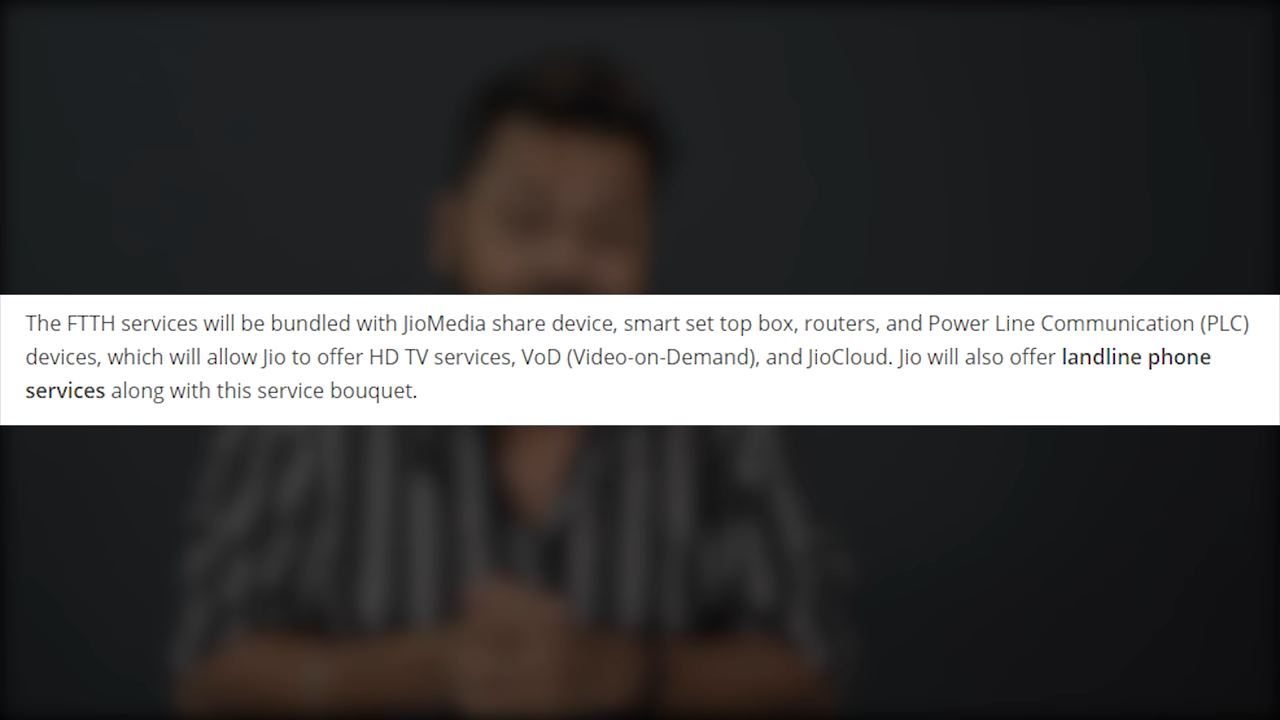 The FTTH services will be bundled with JioMedia share device, smart set top box, routers, and Power Line Communication (PLC)
devices, which will allow Jio to offer HD TV services, VoD (Video-on-Demand), and JioCloud. Jio will also offer landline phone
services along with this service bouquet.